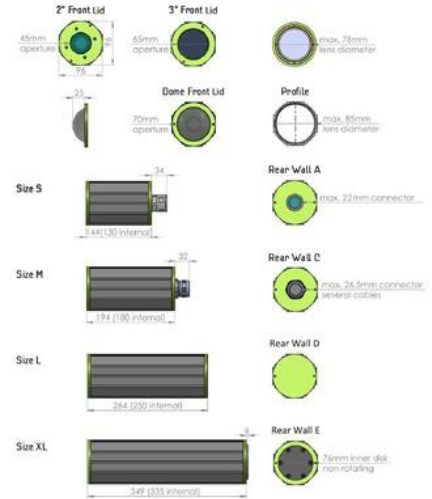 2" Front Lid
3" Front Lid
45mm
aperture
96
96
65mm
aperture
max. 78mm
lens diameter
25
Dome Front Lid
Profile
70mm
aperture
max. 85mm
lens diameter
Size S
34
144(130 internal)
Rear Wall A
max. 22mm connector
Size M
32
194 (180 internal)
Rear Wall C
max. 26.5mm connector
several cables
Size L
264 (250 internal)
Rear Wall D
Size XL
4
349 (335 internal)
Rear Wall E
76mm inner disk
non-rotating